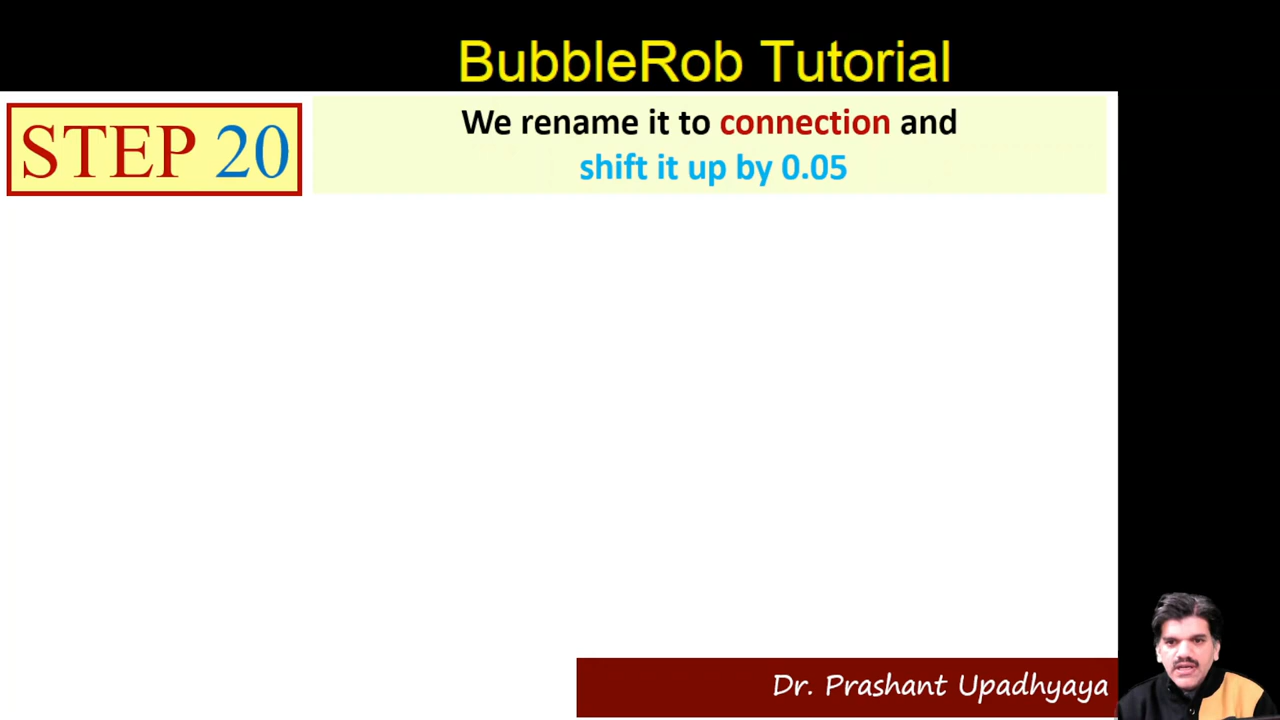 BubbleRob Tutorial
STEP 20
We rename it to connection and
shift it up by 0.05
Dr. Prashant Upadhyaya